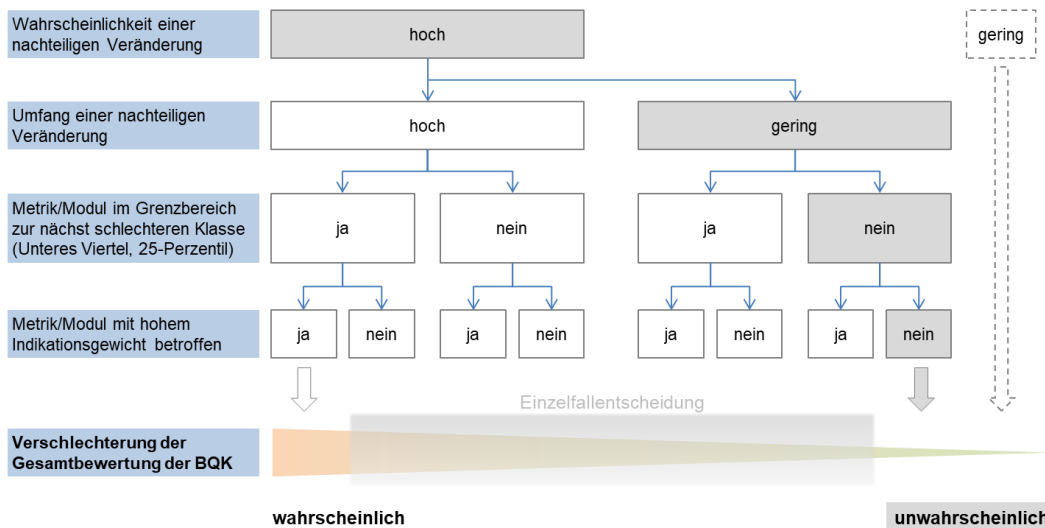 Wahrscheinlichkeit einer
nachteiligen Veränderung
hoch
gering
Umfang einer nachteiligen
Veränderung
hoch
gering
Metrik/Modul im Grenzbereich
zur nächst schlechteren Klasse
(Unteres Viertel, 25-Perzentil)
ja
nein
ja
nein
Metrik/Modul mit hohem
Indikationsgewicht betroffen
ja
nein
ja
nein
ja
nein
ja
nein
Einzelfallentscheidung
Verschlechterung der
Gesamtbewertung der BQK
wahrscheinlich
unwahrscheinlich